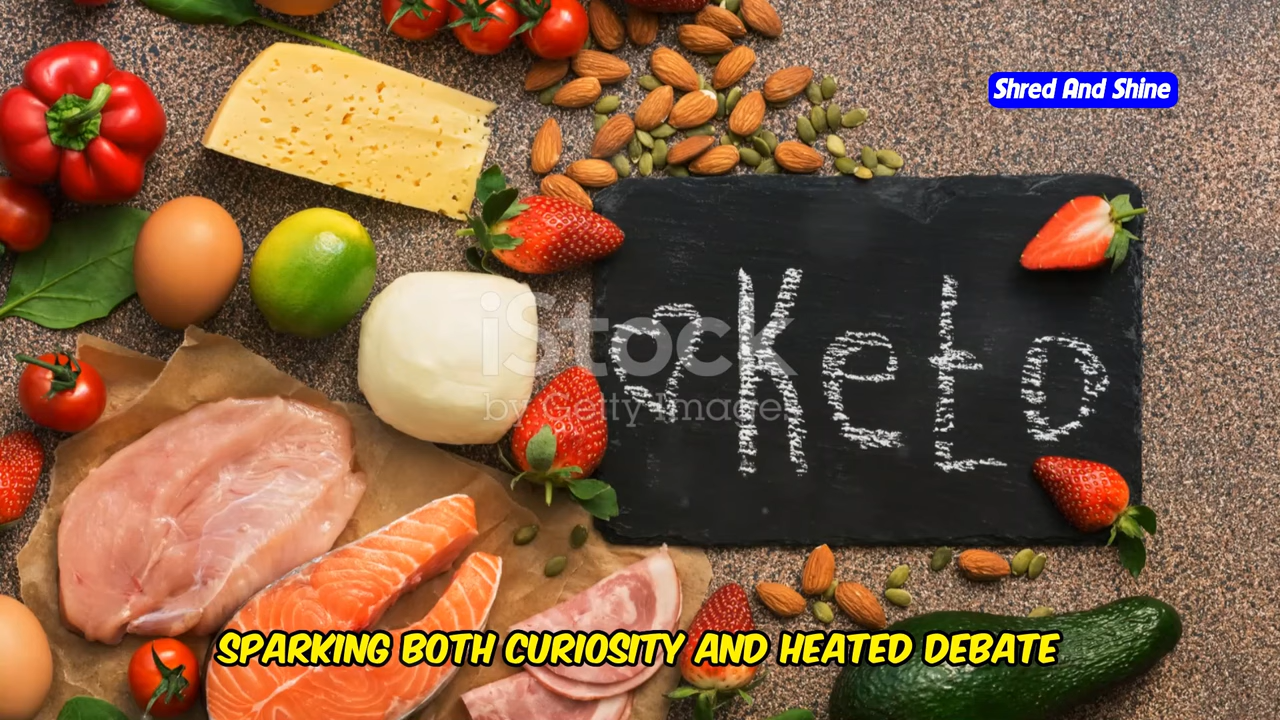 Shred And Shine
Keto
iStock
by Getty Images
SPARKING BOTH CURIOSITY AND HEATED DEBATE